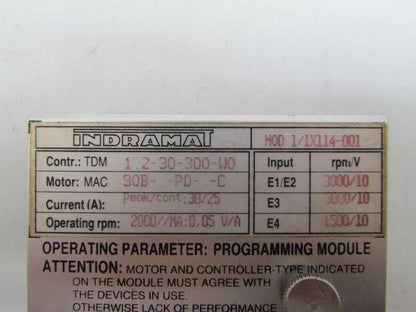 INDRAMAT
MOD 1/1X114-001
Contr.: TDM 1 2-30-300-W0
Input rpm/V
Motor: MAC 90B-.-PD-.-C
E1/E2 3000/10
Current (A): Peak/cont:30/25
E3 3000/10
Operating rpm: 2000//MA:0.05 V/A
E4 1500/10
OPERATING PARAMETER: PROGRAMMING MODULE
ATTENTION: MOTOR AND CONTROLLER-TYPE INDICATED
ON THE MODULE MUST AGREE WITH
THE DEVICES IN USE.
OTHERWISE LACK OF PERFORMANCE